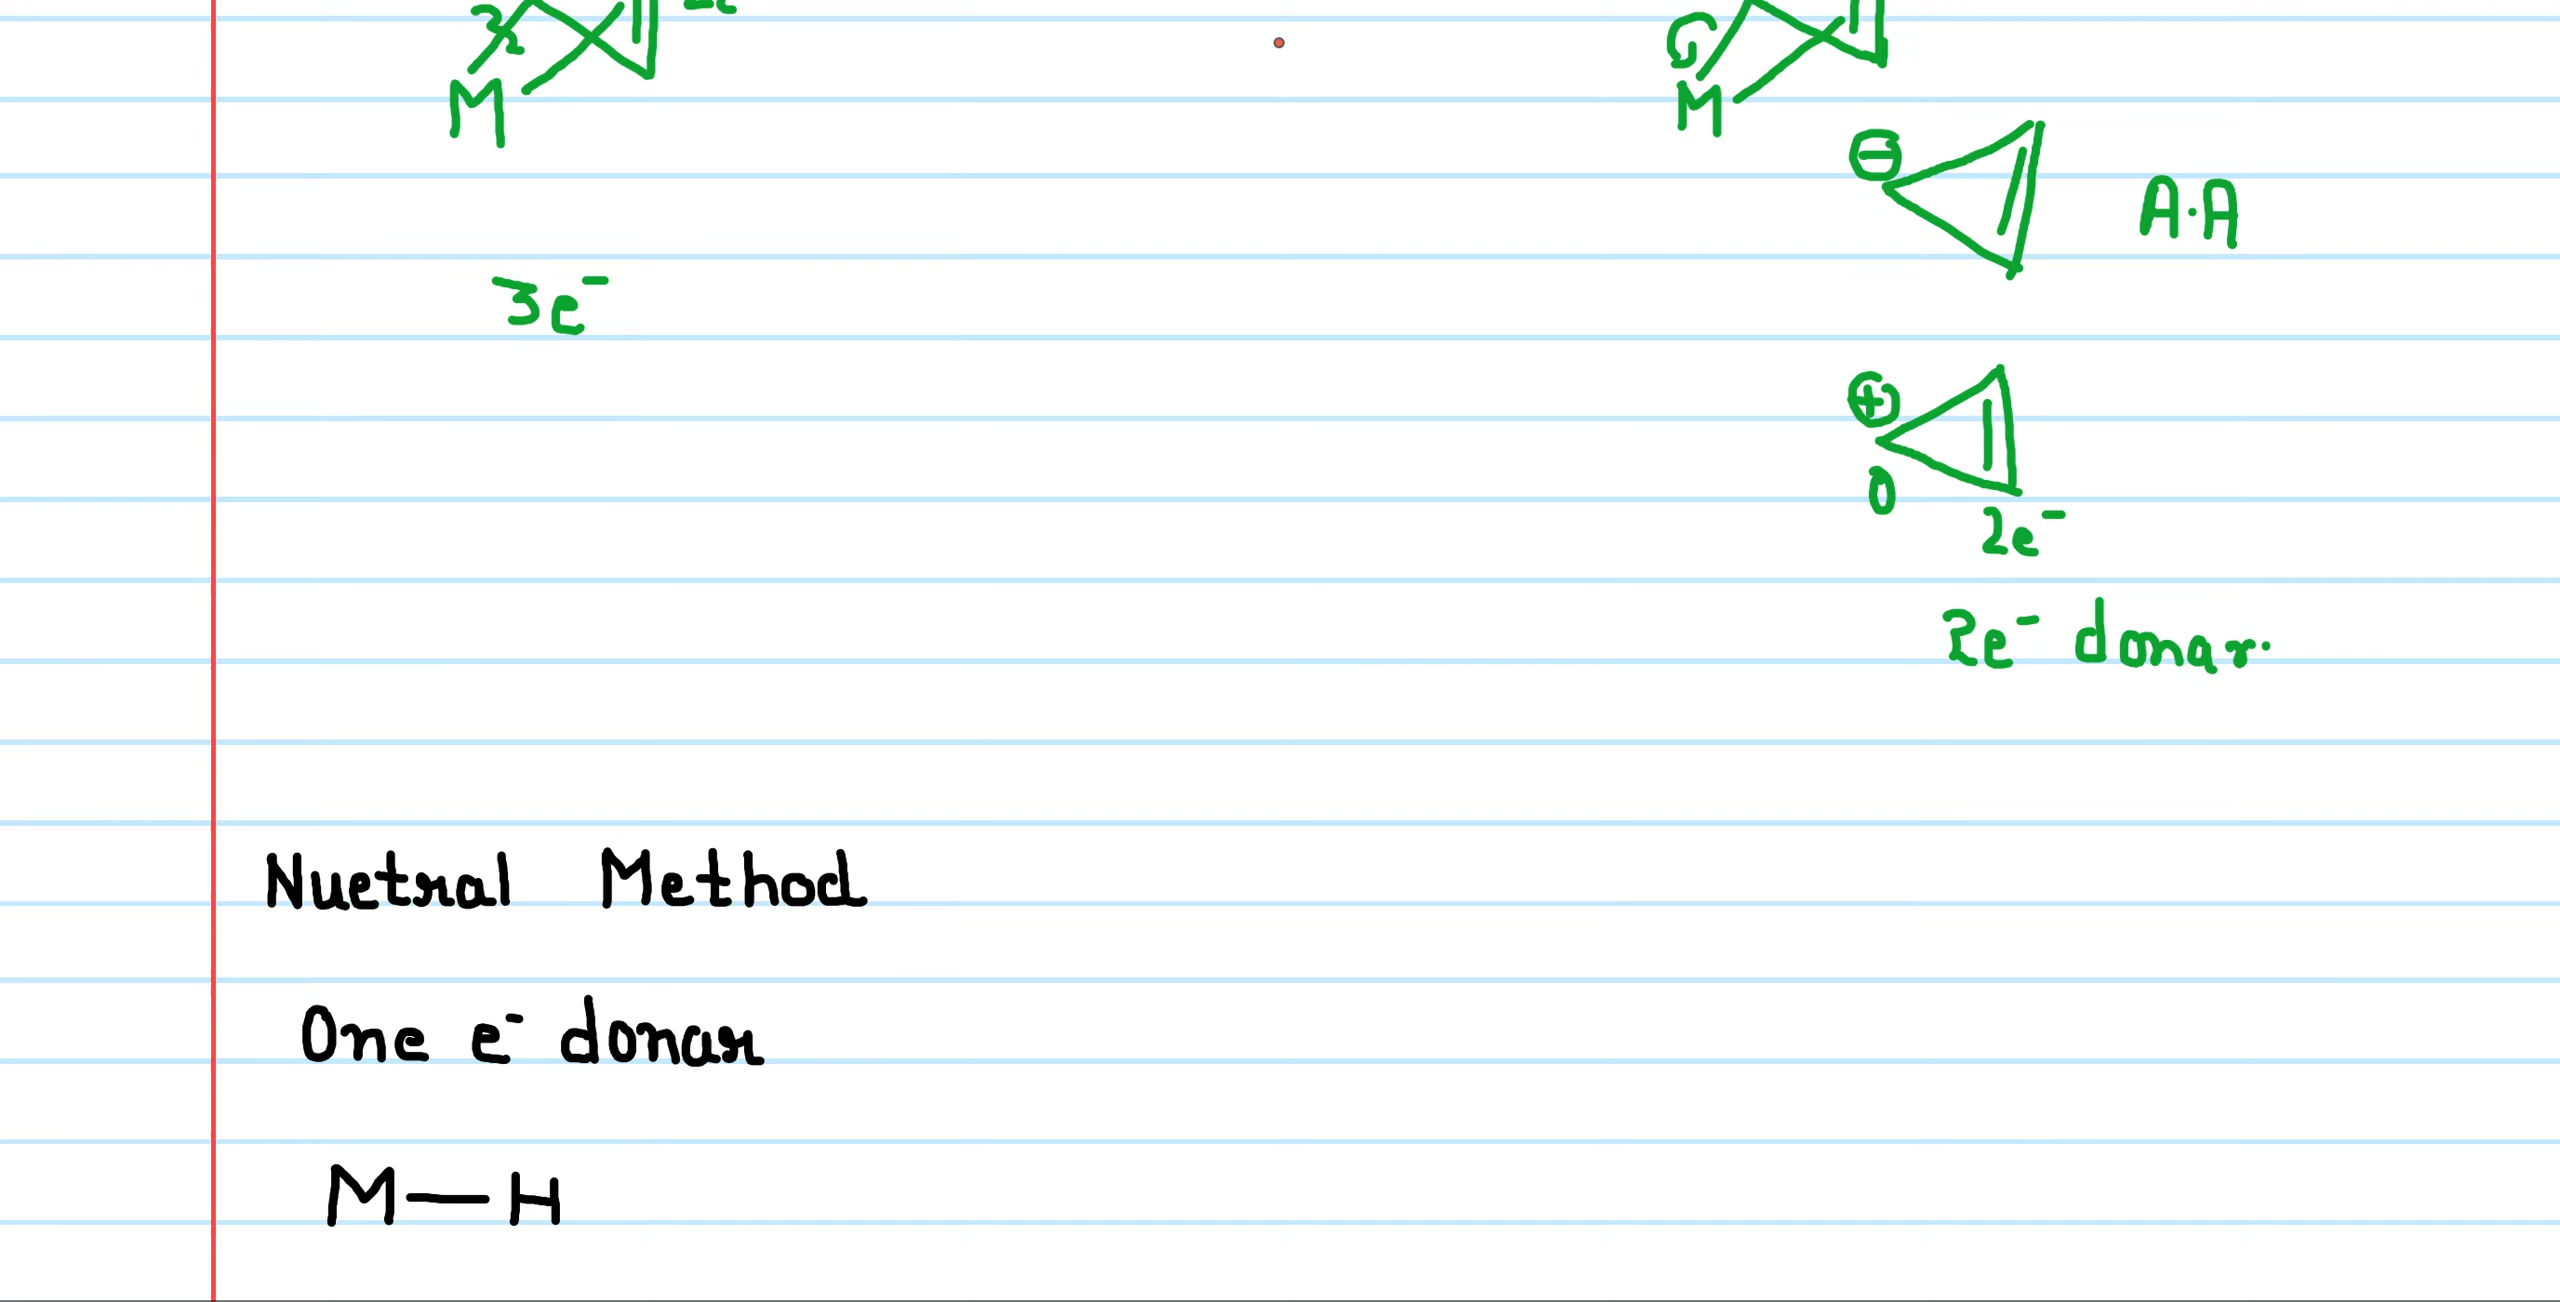 M
M
⊖
A·A
3e⁻
⊕
0
2e⁻
2e⁻ donar.
Nuetral Method
One e⁻ donar
M—H